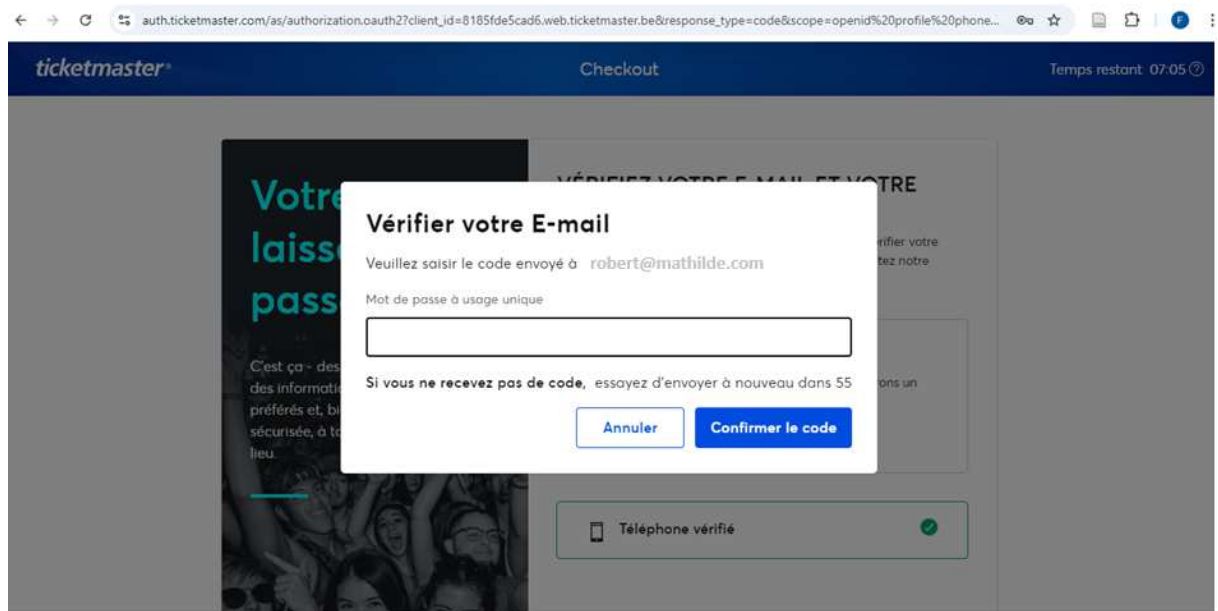 auth.ticketmaster.com/as/authorization.oauth2?client_id=8185fde5cad6.web.ticketmaster.be&response_type=code&scope=openid%20profile%20phone...
F
ticketmaster®
Checkout
Temps restant 07:05
VÉRIFIEZ VOTRE E-MAIL ET VOTRE
Votre
laiss
pass
C'est ça - des
des informati
préférés et, bi
sécurisée, à to
lieu.
rifier votre
tez notre
ons un
Vérifier votre E-mail
Veuillez saisir le code envoyé à robert@mathilde.com
Mot de passe à usage unique
Si vous ne recevez pas de code, essayez d'envoyer à nouveau dans 55
Annuler
Confirmer le code
Téléphone vérifié